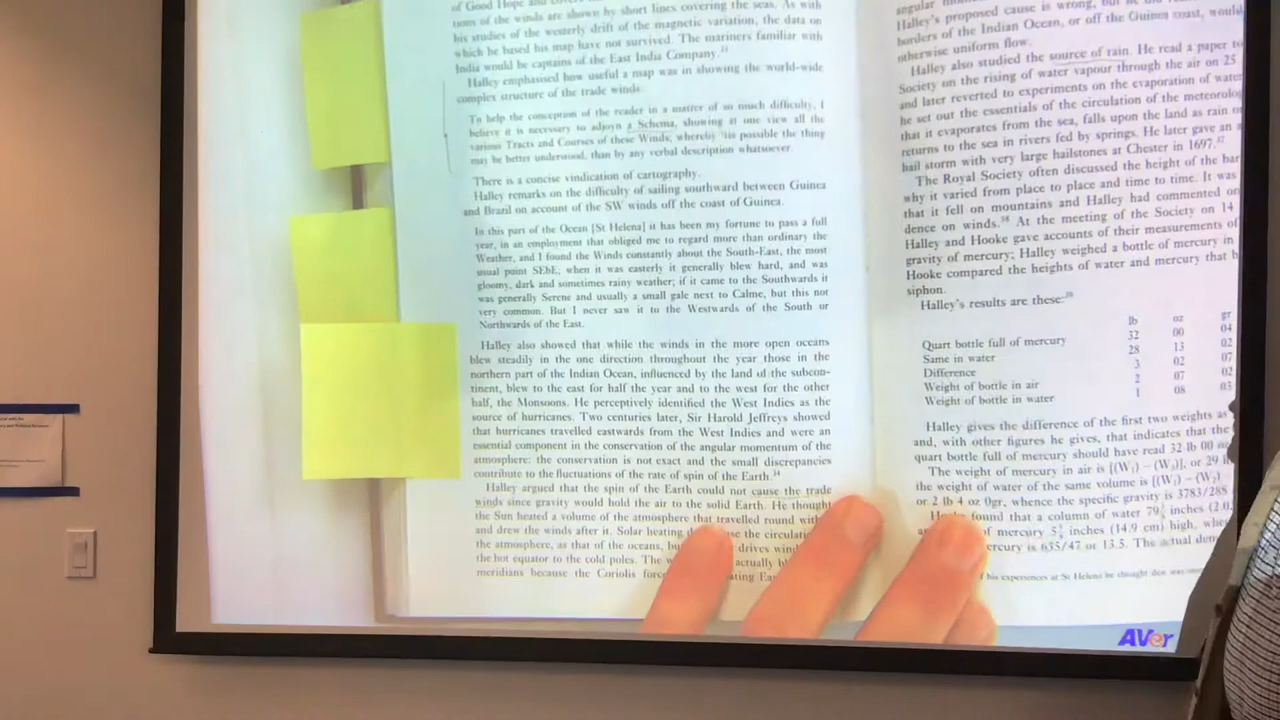 of Good Hope and
tions of the winds are shown by short lines covering the seas. As with
his studies of the westerly drift of the magnetic variation, the data on
which he based his map have not survived. The mariners familiar with
India would be captains of the East India Company.
Halley emphasised how useful a map was in showing the world-wide
complex structure of the trade winds.
To help the conception of the reader in a matter of so much difficulty, I
believe it is necessary to adjoyn a Schema, showing at one view all the
various Tracts and Courses of these Winds; whereby 'tis possible the thing
may be better understood, than by any verbal description whatsoever.
There is a concise vindication of cartography.
Halley remarks on the difficulty of sailing southward between Guinea
and Brazil on account of the SW winds off the coast of Guinea.
In this part of the Ocean [St Helena] it has been my fortune to pass a full
year, in an employment that obliged me to regard more than ordinary the
Weather, and I found the Winds constantly about the South-East, the most
usual point SEbE; when it was easterly it generally blew hard, and was
gloomy, dark and sometimes rainy weather; if it came to the Southwards it
was generally Serene and usually a small gale next to Calme, but this not
very common. But I never saw it to the Westwards of the South or
Northwards of the East.
Halley also showed that while the winds in the more open oceans
blew steadily in the one direction throughout the year those in the
northern part of the Indian Ocean, influenced by the land of the subcon-
tinent, blew to the east for half the year and to the west for the other
half, the Monsoons. He perceptively identified the West Indies as the
source of hurricanes. Two centuries later, Sir Harold Jeffreys showed
that hurricanes travelled eastwards from the West Indies and were an
essential component in the conservation of the angular momentum of the
atmosphere: the conservation is not exact and the small discrepancies
contribute to the fluctuations of the rate of spin of the Earth.
Halley argued that the spin of the Earth could not cause the trade
winds since gravity would hold the air to the solid Earth. He thought
the Sun heated a volume of the atmosphere that travelled round with
and drew the winds after it. Solar heating the circulati
the atmosphere, as that of the oceans, drives wind
the hot equator to the cold poles. The actually
meridians because the Coriolis force
Halley's proposed cause is wrong,
borders of the Indian Ocean, or off the Guinea coast, would
otherwise uniform flow.
Halley also studied the source of rain. He read a paper to
Society on the rising of water vapour through the air on 25
and later reverted to experiments on the evaporation of water
he set out the essentials of the circulation of the meteorolog
that it evaporates from the sea, falls upon the land as rain
returns to the sea in rivers fed by springs. He later gave an a
hail storm with very large hailstones at Chester in 1697.
The Royal Society often discussed the height of the bar
why it varied from place to place and time to time. It was
that it fell on mountains and Halley had commented on
dence on winds. At the meeting of the Society on 14
Halley and Hooke gave accounts of their measurements of
gravity of mercury; Halley weighed a bottle of mercury in
Hooke compared the heights of water and mercury that b
siphon.
Halley's results are these:
lb oz gr
Quart bottle full of mercury 32 00 04
Same in water 28 13 02
Difference 3 02 07
Weight of bottle in air 2 07 02
Weight of bottle in water 1 08 03
Halley gives the difference of the first two weights as
and, with other figures he gives, that indicates that the
quart bottle full of mercury should have read 32 lb 00
The weight of mercury in air is [(W₁) — (W₃)], or 29 l
the weight of water of the same volume is [(W₁) — (W₂)
or 2 lb 4 oz 0gr, whence the specific gravity is 3783/288
found that a column of water 79 inches (2.0
of mercury 5 inches (14.9 cm) high, when
ercury is 635/47 or 13.5. The actual den
his experiences at St Helena he thought
AVer